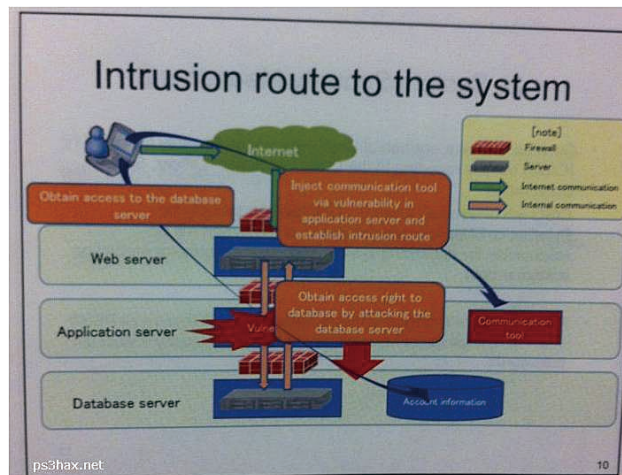 Intrusion route to the system
[note]
Firewall
Server
Internet communication
Internal communication
Internet
Obtain access to the database
server
Inject communication tool
via vulnerability in
application server and
establish intrusion route
Web server
Obtain access right to
database by attacking the
database server
Application server
Communication
tool
Database server
Account information
ps3hax.net
10